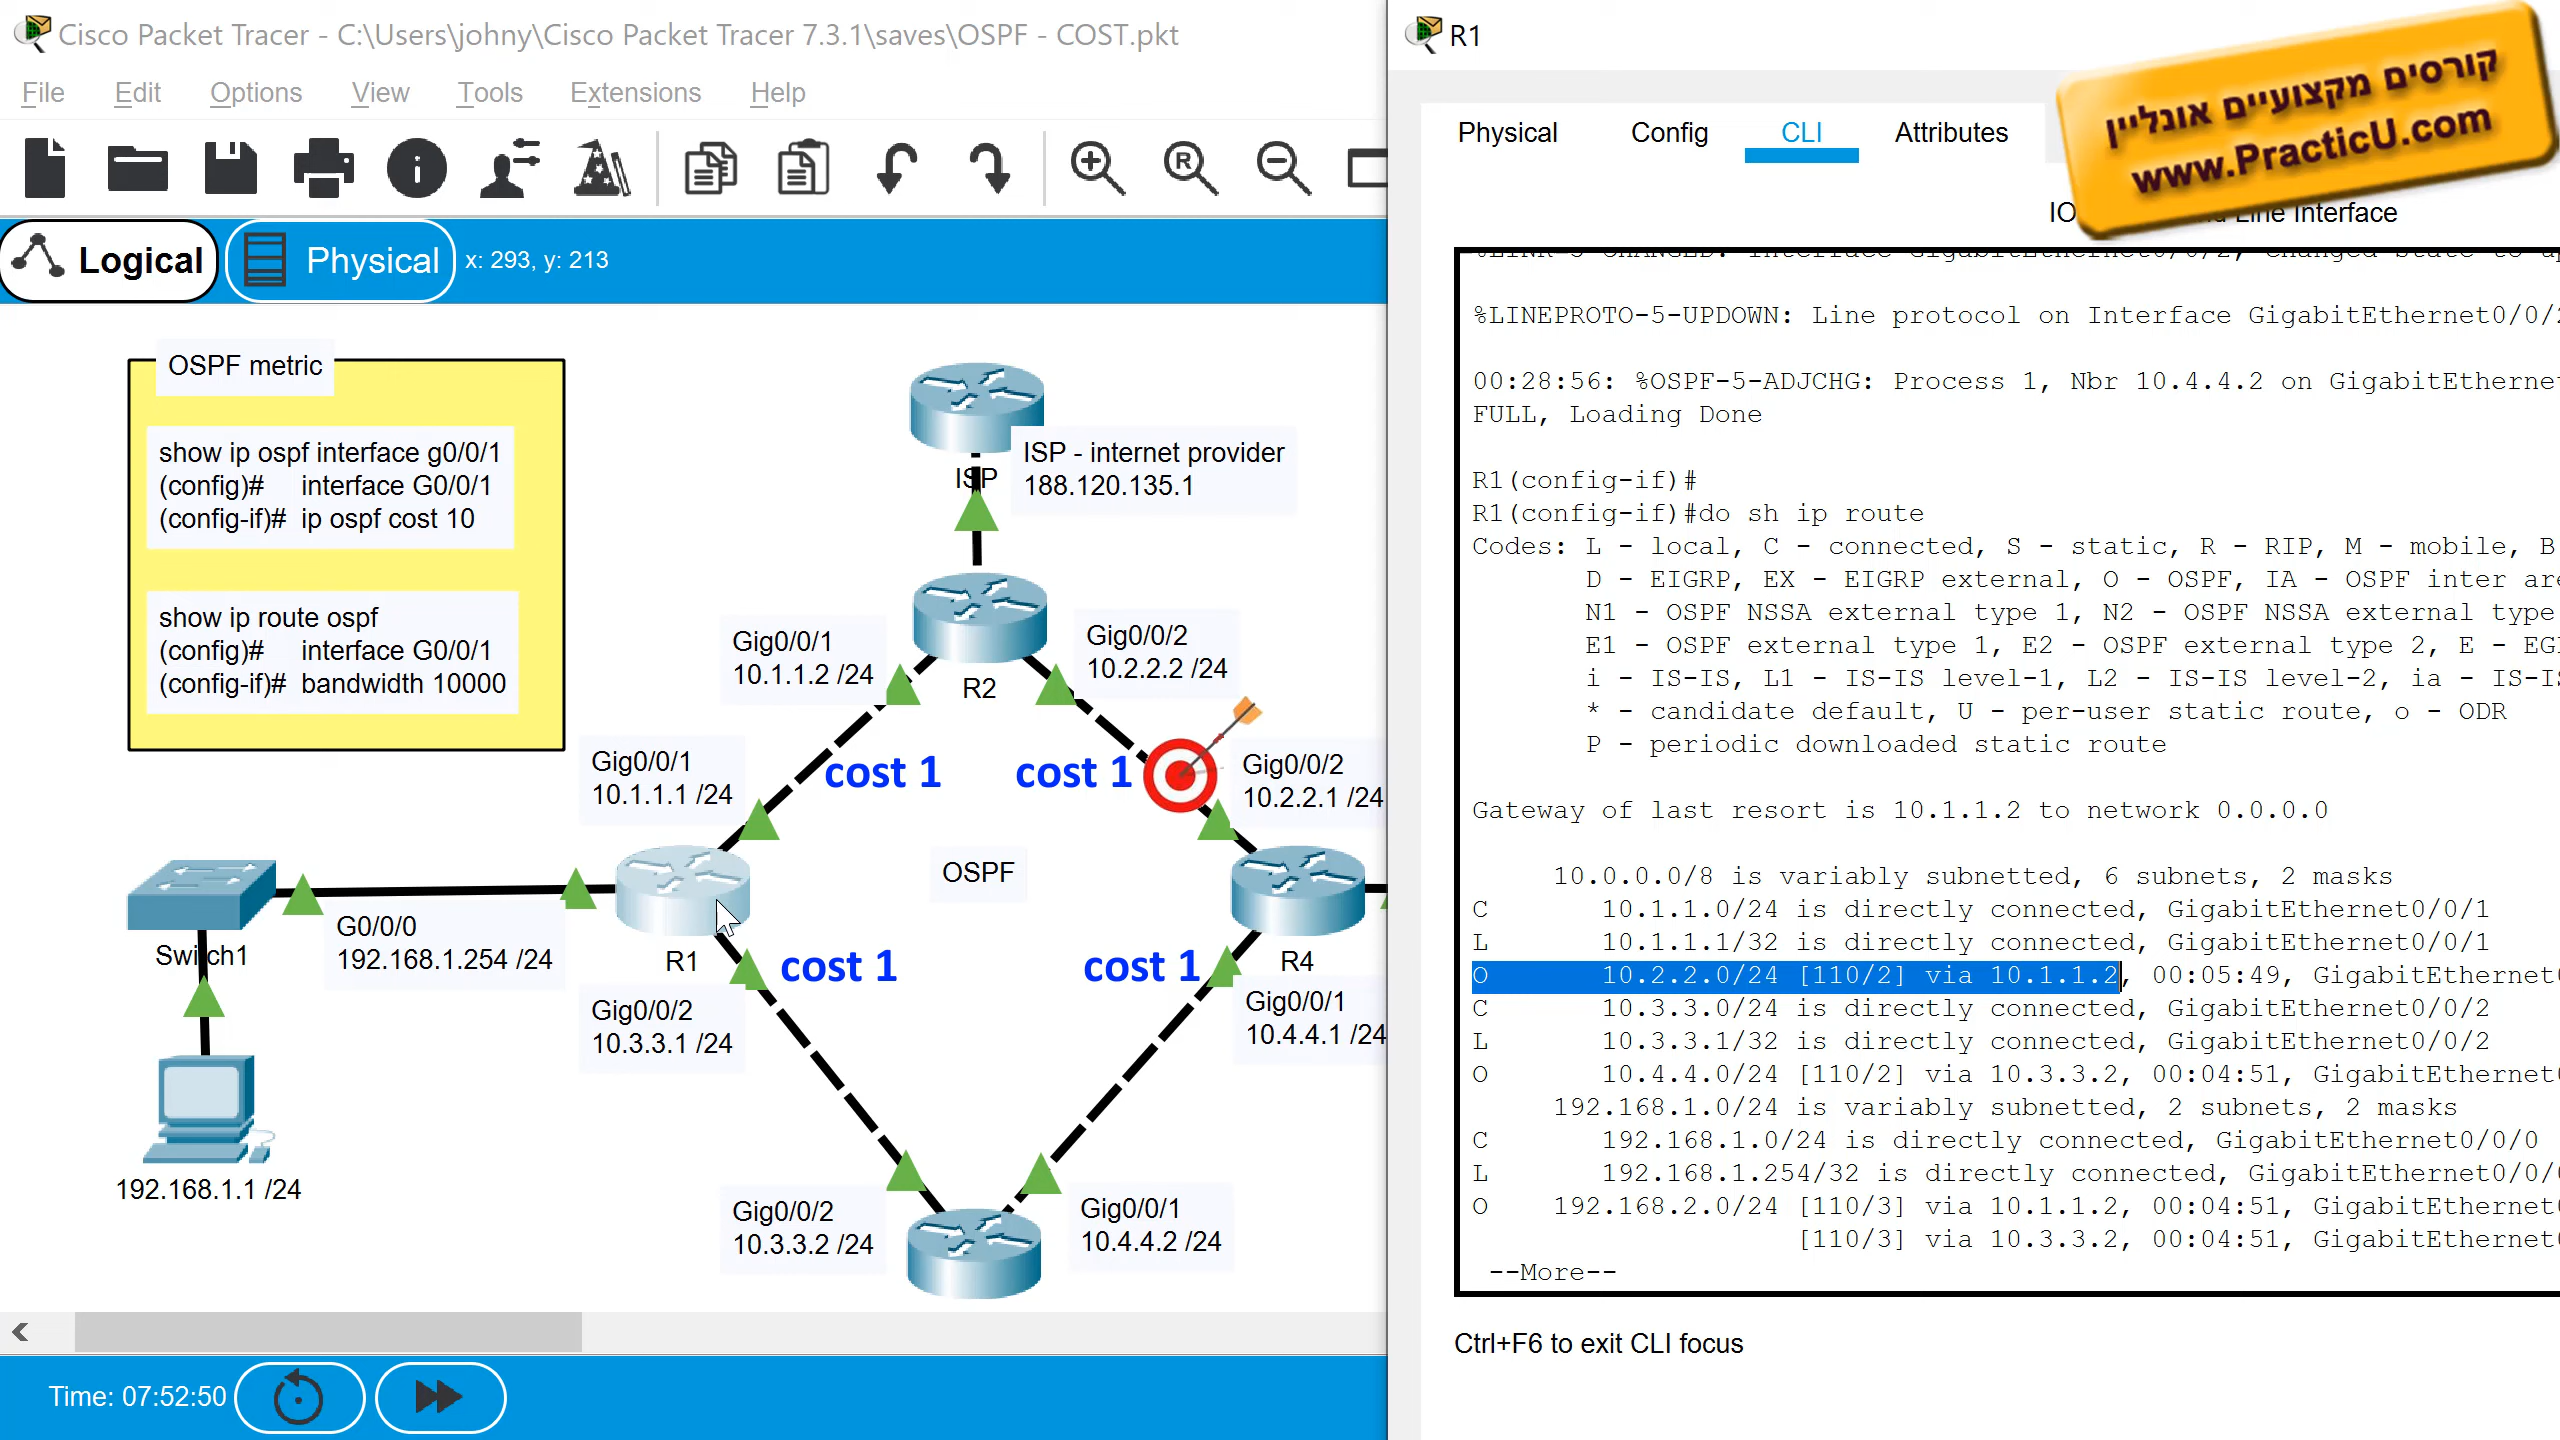 Cisco Packet Tracer - C:\Users\johny\Cisco Packet Tracer 7.3.1\saves\OSPF - COST.pkt
File Edit Options View Tools Extensions Help
Logical
Physical
x: 293, y: 213
OSPF metric
show ip ospf interface g0/0/1
(config)# interface G0/0/1
(config-if)# ip ospf cost 10
show ip route ospf
(config)# interface G0/0/1
(config-if)# bandwidth 10000
ISP - internet provider
188.120.135.1
ISP
Gig0/0/1
10.1.1.2 /24
Gig0/0/2
10.2.2.2 /24
R2
Gig0/0/1
10.1.1.1 /24
cost 1
cost 1
Gig0/0/2
10.2.2.1 /24
OSPF
Switch1
G0/0/0
192.168.1.254 /24
R1
R4
cost 1
cost 1
Gig0/0/2
10.3.3.1 /24
Gig0/0/1
10.4.4.1 /24
192.168.1.1 /24
Gig0/0/2
10.3.3.2 /24
Gig0/0/1
10.4.4.2 /24
Time: 07:52:50
R1
קורסים מקצועיים אונליין
www.PracticU.com
Physical Config CLI Attributes
Line Interface
%LINEPROTO-5-UPDOWN: Line protocol on Interface GigabitEthernet0/0/2
00:28:56: %OSPF-5-ADJCHG: Process 1, Nbr 10.4.4.2 on GigabitEthernet
FULL, Loading Done
R1(config-if)#
R1(config-if)#do sh ip route
Codes: L - local, C - connected, S - static, R - RIP, M - mobile, B
D - EIGRP, EX - EIGRP external, O - OSPF, IA - OSPF inter are
N1 - OSPF NSSA external type 1, N2 - OSPF NSSA external type
E1 - OSPF external type 1, E2 - OSPF external type 2, E - EG
i - IS-IS, L1 - IS-IS level-1, L2 - IS-IS level-2, ia - IS-IS
* - candidate default, U - per-user static route, o - ODR
P - periodic downloaded static route
Gateway of last resort is 10.1.1.2 to network 0.0.0.0
10.0.0.0/8 is variably subnetted, 6 subnets, 2 masks
C 10.1.1.0/24 is directly connected, GigabitEthernet0/0/1
L 10.1.1.1/32 is directly connected, GigabitEthernet0/0/1
O 10.2.2.0/24 [110/2] via 10.1.1.2, 00:05:49, GigabitEthernet
C 10.3.3.0/24 is directly connected, GigabitEthernet0/0/2
L 10.3.3.1/32 is directly connected, GigabitEthernet0/0/2
O 10.4.4.0/24 [110/2] via 10.3.3.2, 00:04:51, GigabitEthernet
192.168.1.0/24 is variably subnetted, 2 subnets, 2 masks
C 192.168.1.0/24 is directly connected, GigabitEthernet0/0/0
L 192.168.1.254/32 is directly connected, GigabitEthernet0/0/0
O 192.168.2.0/24 [110/3] via 10.1.1.2, 00:04:51, GigabitEthernet
[110/3] via 10.3.3.2, 00:04:51, GigabitEthernet
--More--
Ctrl+F6 to exit CLI focus